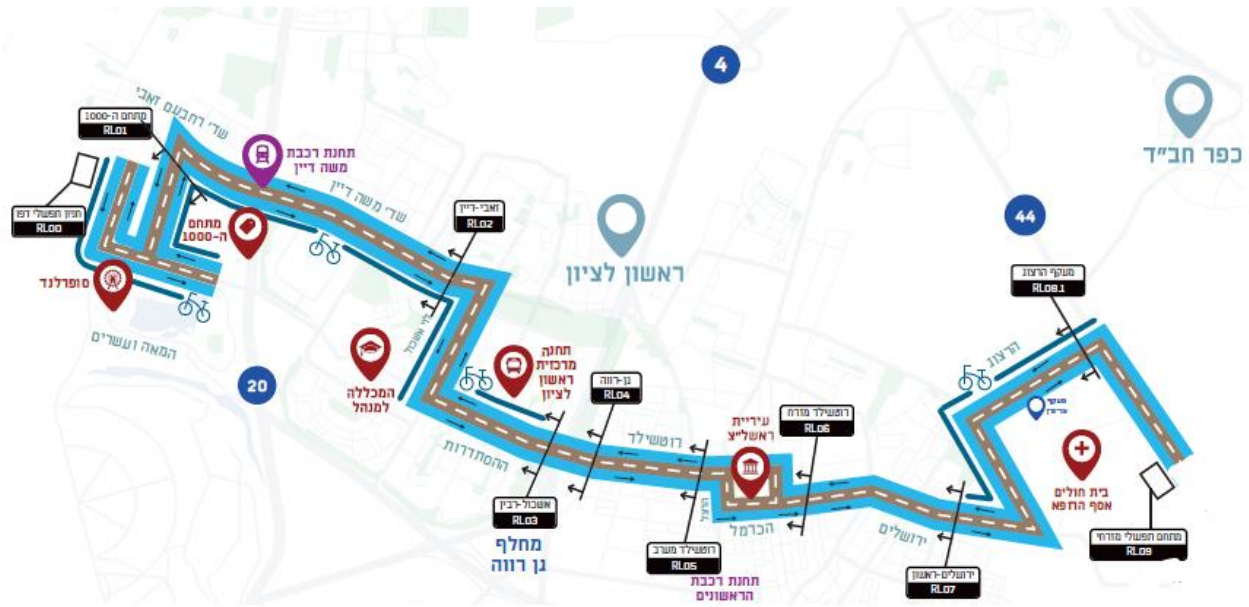 4
כפר חב"ד
שד' רחבעם זאבי
מתחם ה-1000
RL01
תחנת רכבת
משה דיין
שד' משה דיין
זאבי-דיין
RL02
ראשון לציון
44
חניון תפעולי דפו
RL00
מתחם
ה-1000
סופרלנד
המאה ועשרים
20
לוי אשכול
המכללה
למנהל
תחנה
מרכזית
ראשון
לציון
גן-רווה
RL04
רוטשילד
עיריית
ראשל"צ
רוטשילד מזרח
RL06
מעקף הרצוג
RL08.1
הרצוג
מעקף
בית חולים
אסף הרופא
ההסתדרות
אשכול-רבין
RL03
מחלף
גן רווה
רוטשילד מערב
RL05
תחנת רכבת
הראשונים
הכרמל
ירושלים
ירושלים-ראשון
RL07
מתחם תפעולי מזרחי
RL09